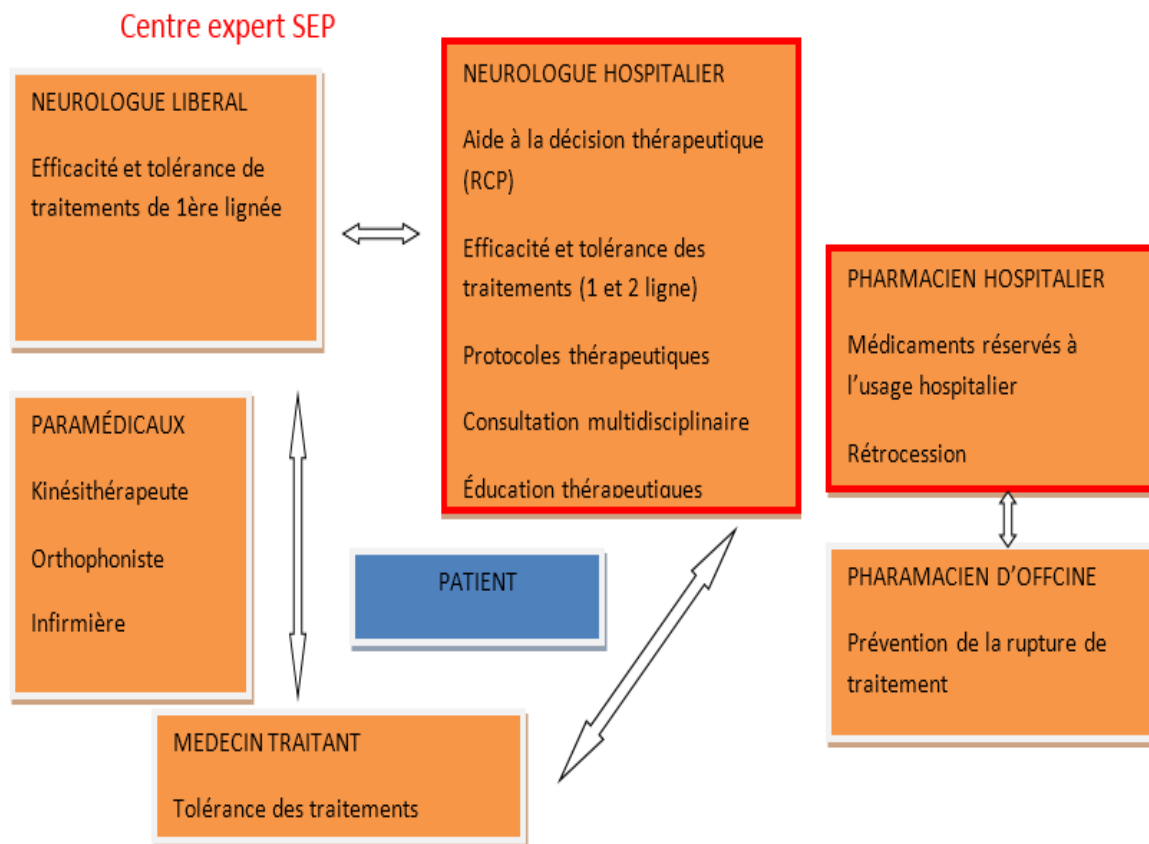 Centre expert SEP
NEUROLOGUE LIBERAL
Efficacité et tolérance de
traitements de 1ère lignée
NEUROLOGUE HOSPITALIER
Aide à la décision thérapeutique
(RCP)
Efficacité et tolérance des
traitements (1 et 2 ligne)
Protocoles thérapeutiques
Consultation multidisciplinaire
Éducation thérapeutiques
PHARMACIEN HOSPITALIER
Médicaments réservés à
l'usage hospitalier
Rétrocession
PARAMÉDICAUX
Kinésithérapeute
Orthophoniste
Infirmière
PATIENT
PHARAMACIEN D'OFFCINE
Prévention de la rupture de
traitement
MEDECIN TRAITANT
Tolérance des traitements